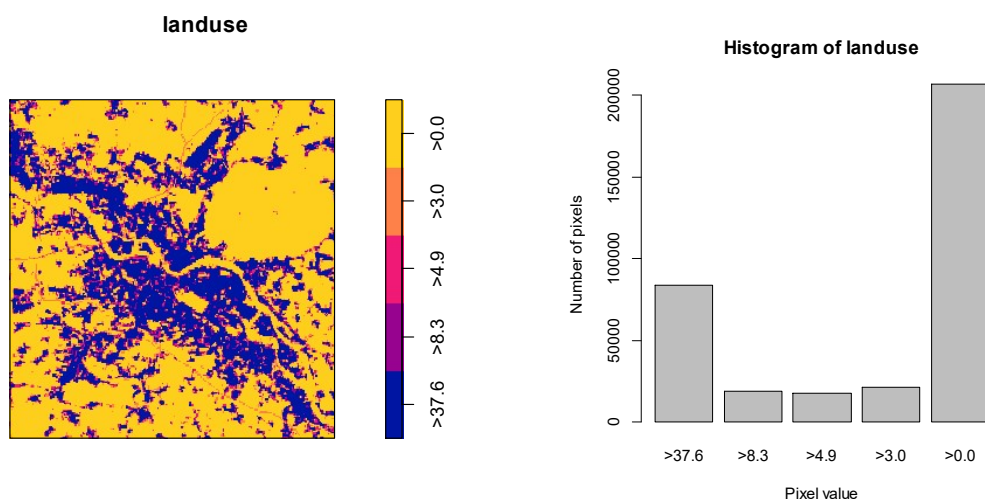 landuse
>0.0
>3.0
>4.9
>8.3
>37.6
Histogram of landuse
Number of pixels
200000
150000
100000
50000
0
>37.6 >8.3 >4.9 >3.0 >0.0
Pixel value